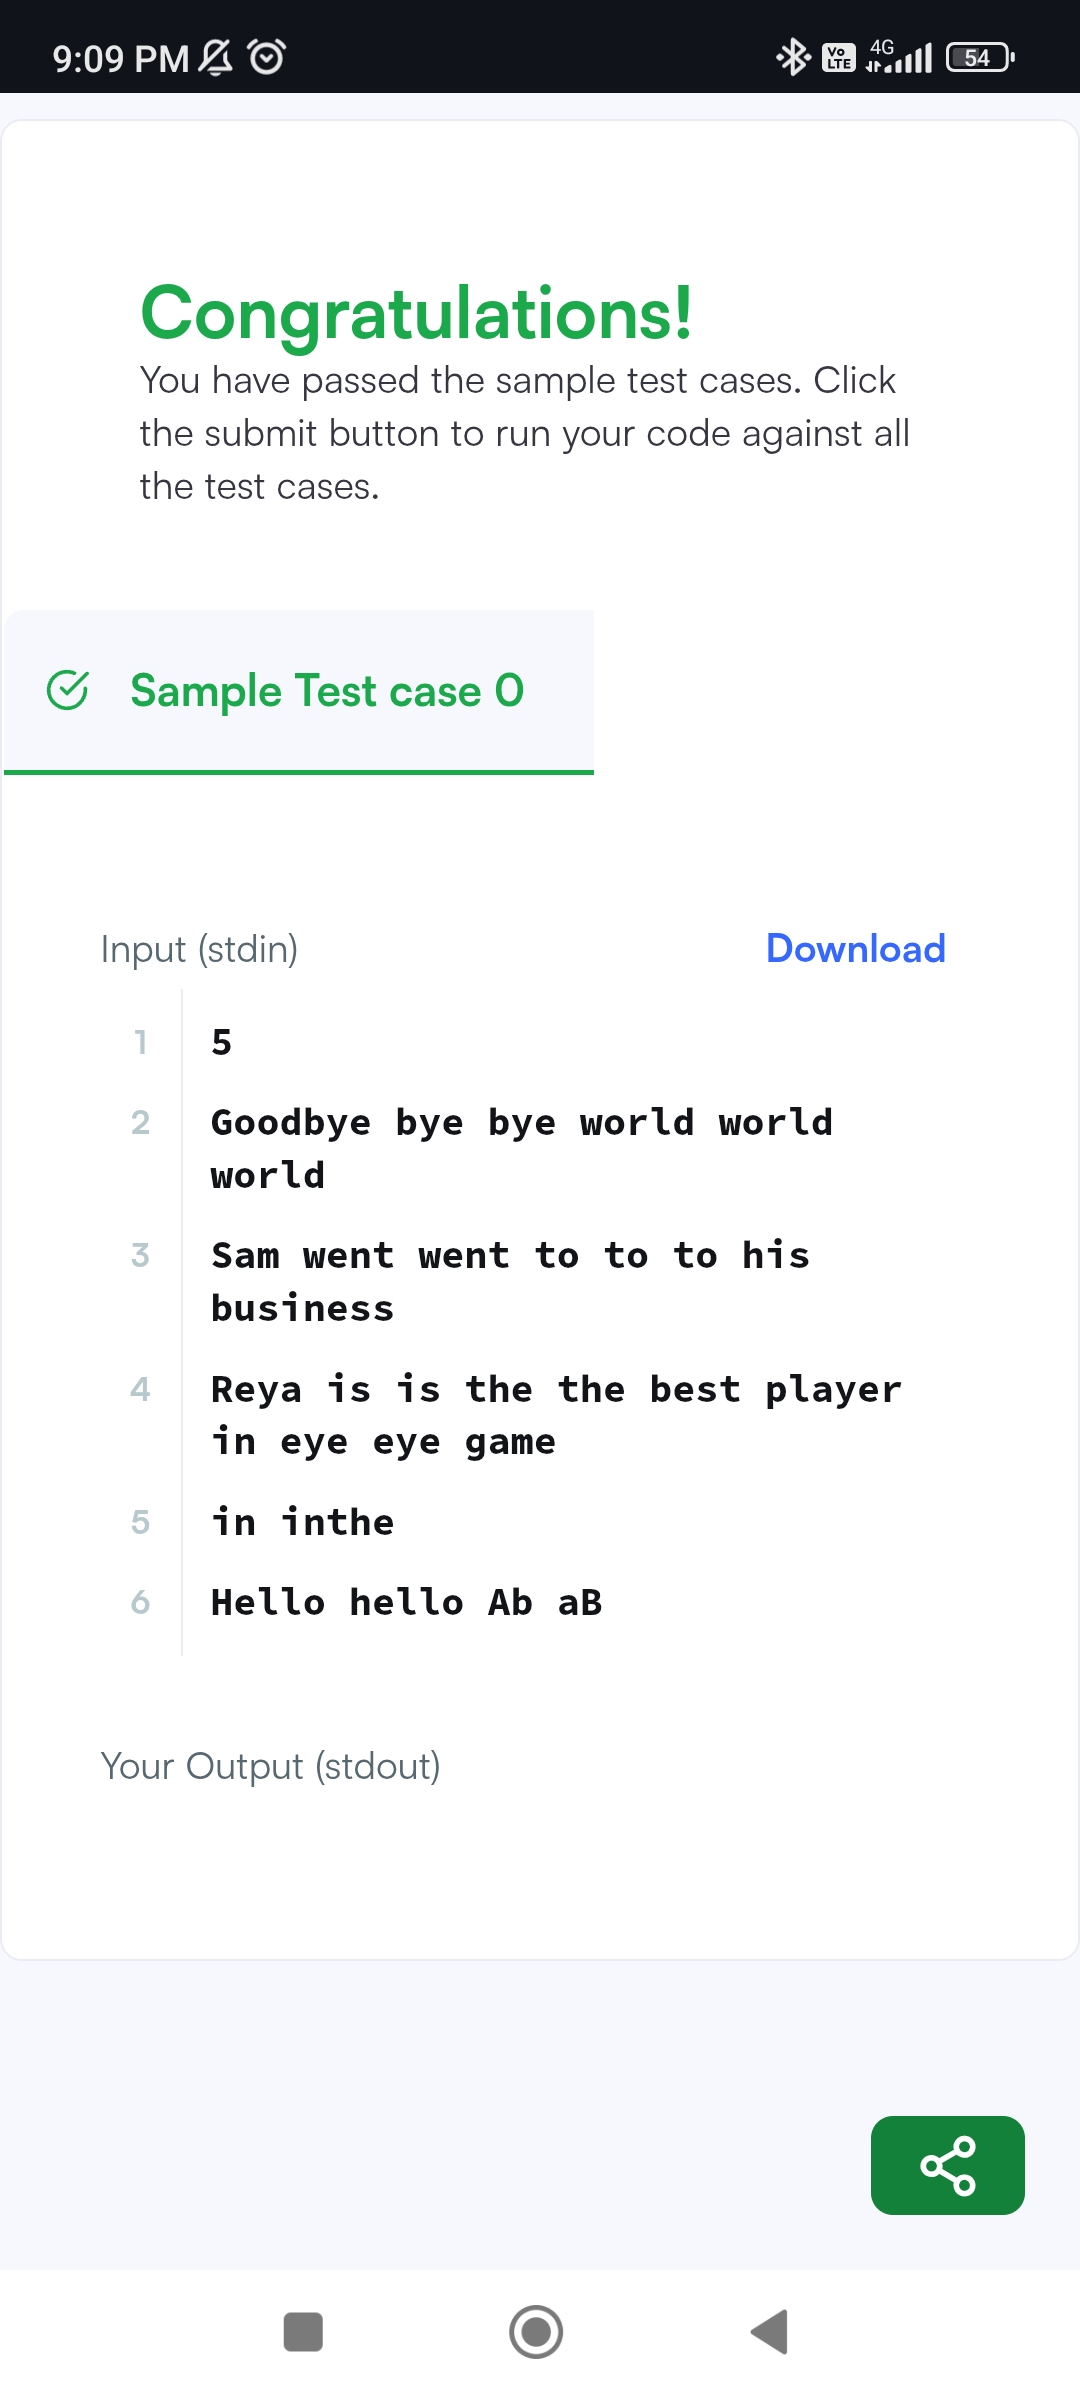 9:09 PM
Vo LTE 4G 54
Congratulations!
You have passed the sample test cases. Click
the submit button to run your code against all
the test cases.
Sample Test case 0
Input (stdin) Download
1 5
2 Goodbye bye bye world world
world
3 Sam went went to to to his
business
4 Reya is is the the best player
in eye eye game
5 in inthe
6 Hello hello Ab aB
Your Output (stdout)